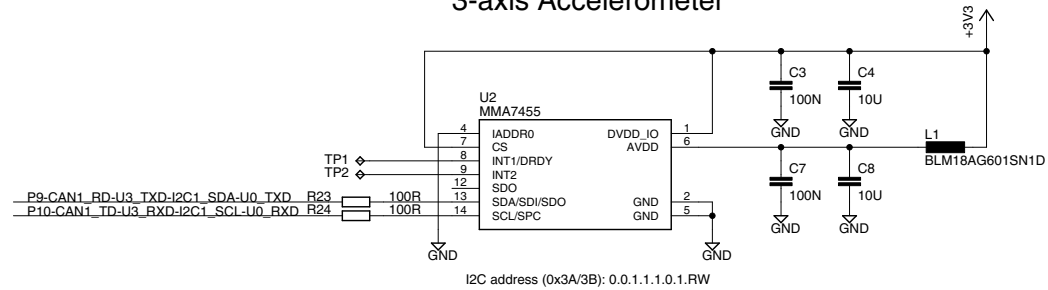 3-axis Accelerometer
+3V3
C3
C4
100N
10U
GND
GND
U2
MMA7455
4 IADDR0 DVDD_IO 1
7 CS AVDD 6
TP1 8 INT1/DRDY
TP2 9 INT2
12 SDO
P9-CAN1_RD-U3_TXD-I2C1_SDA-U0_TXD R23 100R 13 SDA/SDI/SDO GND 2
P10-CAN1_TD-U3_RXD-I2C1_SCL-U0_RXD R24 100R 14 SCL/SPC GND 5
L1
BLM18AG601SN1D
C7
C8
100N
10U
GND
GND
GND
GND
I2C address (0x3A/3B): 0.0.1.1.1.0.1.RW